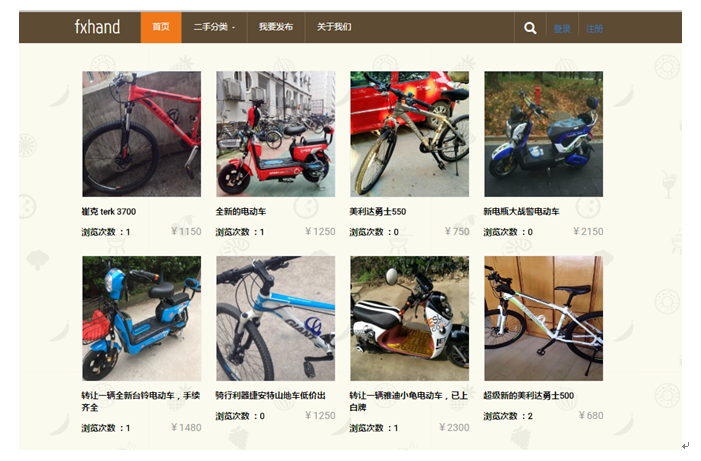 fxhand 首页 二手分类 我要发布 关于我们 登录 注册
崔克 terk 3700
浏览次数 ：1 ¥ 1150
全新的电动车
浏览次数 ：1 ¥ 1250
美利达勇士550
浏览次数 ：0 ¥ 750
新电瓶大战警电动车
浏览次数 ：0 ¥ 2150
转让一辆全新台铃电动车，手续
齐全
浏览次数 ：1 ¥ 1480
骑行利器捷安特山地车低价出
浏览次数 ：0 ¥ 1250
转让一辆雅迪小龟电动车，已上
白牌
浏览次数 ：1 ¥ 2300
超级新的美利达勇士500
浏览次数 ：2 ¥ 680